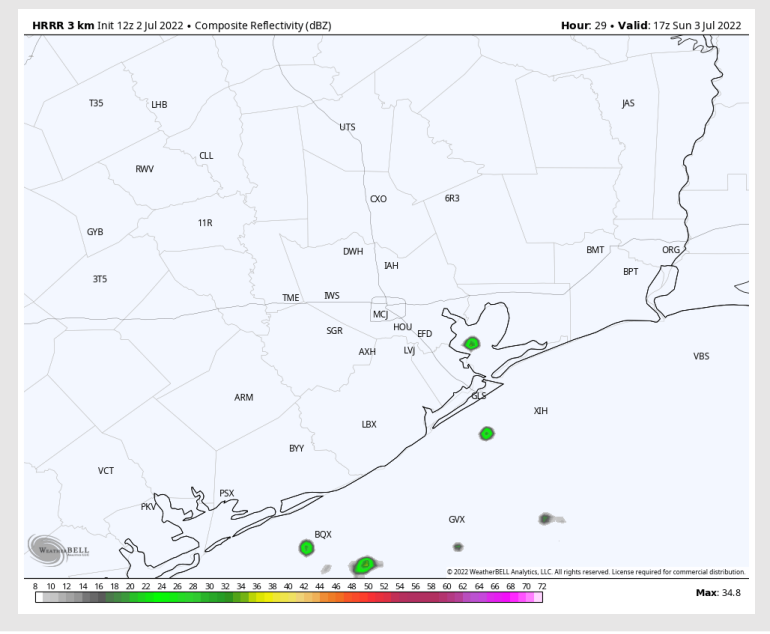 HRRR 3 km Init 12z 2 Jul 2022 • Composite Reflectivity (dBZ) Hour: 29 • Valid: 17z Sun 3 Jul 2022
T35 LHB JAS
UTS
CLL
RWV
CXO 6R3
11R
GYB
DWH BMT ORG
IAH
BPT
3T5
TME IWS
MCJ
SGR HOU EFD
AXH LVJ
VBS
ARM GLS
XIH
LBX
BYY
VCT
PSX
PKV
GVX
BQX
WEATHERBELL
© 2022 WeatherBELL Analytics, LLC. All rights reserved. License required for commercial distribution.
8 10 12 14 16 18 20 22 24 26 28 30 32 34 36 38 40 42 44 46 48 50 52 54 56 58 60 62 64 66 68 70 72
Max: 34.8